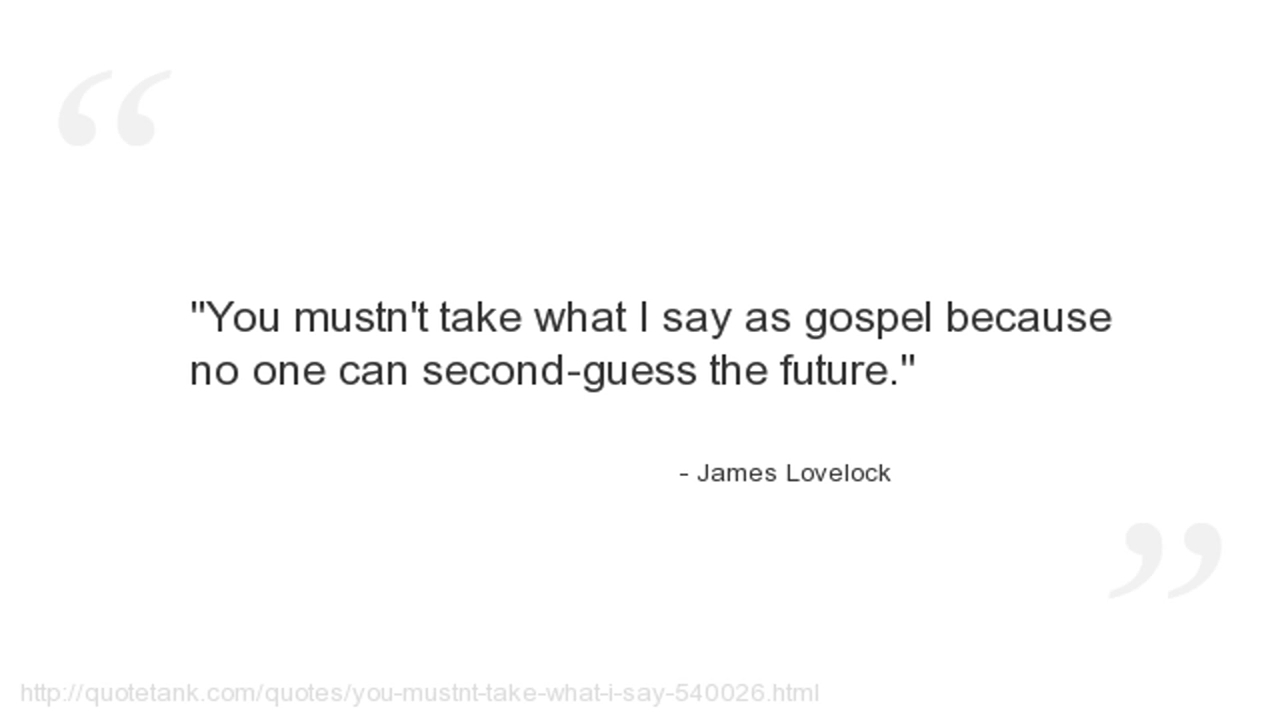 "You mustn't take what I say as gospel because
no one can second-guess the future."
- James Lovelock
http://quotetank.com/quotes/you-mustnt-take-what-i-say-540026.html